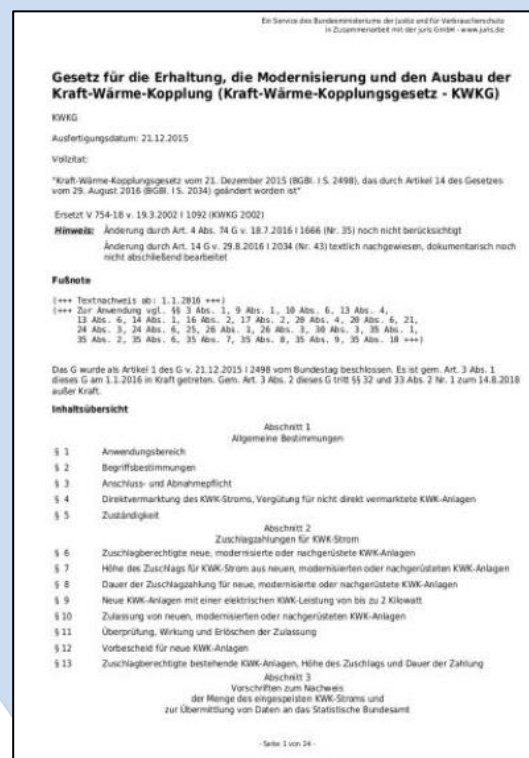 Ein Service des Bundesministeriums der Justiz und für Verbraucherschutz
in Zusammenarbeit mit der juris GmbH - www.juris.de
Gesetz für die Erhaltung, die Modernisierung und den Ausbau der
Kraft-Wärme-Kopplung (Kraft-Wärme-Kopplungsgesetz - KWKG)
KWKG
Ausfertigungsdatum: 21.12.2015
Vollzitat:
"Kraft-Wärme-Kopplungsgesetz vom 21. Dezember 2015 (BGBl. I S. 2498), das durch Artikel 14 des Gesetzes
vom 29. August 2016 (BGBl. I S. 2034) geändert worden ist"
Ersetzt V 754-18 v. 19.3.2002 I 1092 (KWKG 2002)
Hinweis: Änderung durch Art. 4 Abs. 74 G v. 18.7.2016 I 1666 (Nr. 35) noch nicht berücksichtigt
Änderung durch Art. 14 G v. 29.8.2016 I 2034 (Nr. 43) textlich nachgewiesen, dokumentarisch noch
nicht abschließend bearbeitet
Fußnote
(+++ Textnachweis ab: 1.1.2016 +++)
(+++ Zur Anwendung vgl. §§ 3 Abs. 1, 9 Abs. 1, 10 Abs. 6, 13 Abs. 4,
13 Abs. 6, 14 Abs. 1, 16 Abs. 2, 17 Abs. 2, 20 Abs. 4, 20 Abs. 6, 21,
24 Abs. 3, 24 Abs. 6, 25, 26 Abs. 1, 26 Abs. 3, 30 Abs. 3, 35 Abs. 1,
35 Abs. 2, 35 Abs. 6, 35 Abs. 7, 35 Abs. 8, 35 Abs. 9, 35 Abs. 10 +++)
Das G wurde als Artikel 1 des G v. 21.12.2015 I 2498 vom Bundestag beschlossen. Es ist gem. Art. 3 Abs. 1
dieses G am 1.1.2016 in Kraft getreten. Gem. Art. 3 Abs. 2 dieses G tritt §§ 32 und 33 Abs. 2 Nr. 1 zum 14.8.2018
außer Kraft.
Inhaltsübersicht
Abschnitt 1
Allgemeine Bestimmungen
§ 1 Anwendungsbereich
§ 2 Begriffsbestimmungen
§ 3 Anschluss- und Abnahmepflicht
§ 4 Direktvermarktung des KWK-Stroms, Vergütung für nicht direkt vermarktete KWK-Anlagen
§ 5 Zuständigkeit
Abschnitt 2
Zuschlagzahlungen für KWK-Strom
§ 6 Zuschlagberechtigte neue, modernisierte oder nachgerüstete KWK-Anlagen
§ 7 Höhe des Zuschlags für KWK-Strom aus neuen, modernisierten oder nachgerüsteten KWK-Anlagen
§ 8 Dauer der Zuschlagzahlung für neue, modernisierte oder nachgerüstete KWK-Anlagen
§ 9 Neue KWK-Anlagen mit einer elektrischen KWK-Leistung von bis zu 2 Kilowatt
§ 10 Zulassung von neuen, modernisierten oder nachgerüsteten KWK-Anlagen
§ 11 Überprüfung, Wirkung und Erlöschen der Zulassung
§ 12 Vorbescheid für neue KWK-Anlagen
§ 13 Zuschlagberechtigte bestehende KWK-Anlagen, Höhe des Zuschlags und Dauer der Zahlung
Abschnitt 3
Vorschriften zum Nachweis
der Menge des eingespeisten KWK-Stroms und
zur Übermittlung von Daten an das Statistische Bundesamt
- Seite 1 von 24 -